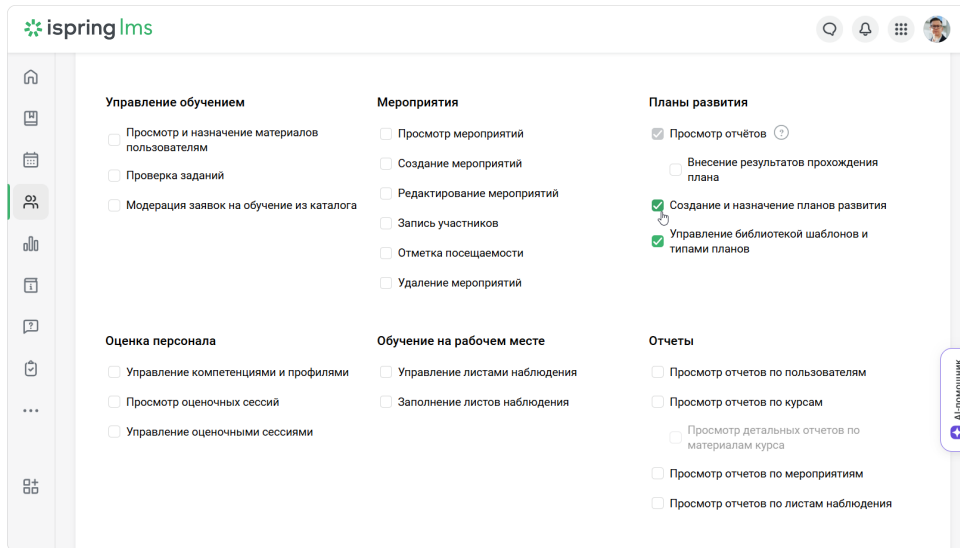 ispring lms
Управление обучением
Просмотр и назначение материалов
пользователям
Проверка заданий
Модерация заявок на обучение из каталога
Мероприятия
Просмотр мероприятий
Создание мероприятий
Редактирование мероприятий
Запись участников
Отметка посещаемости
Удаление мероприятий
Планы развития
Просмотр отчётов ?
Внесение результатов прохождения
плана
Создание и назначение планов развития
Управление библиотекой шаблонов и
типами планов
Оценка персонала
Управление компетенциями и профилями
Просмотр оценочных сессий
Управление оценочными сессиями
Обучение на рабочем месте
Управление листами наблюдения
Заполнение листов наблюдения
Отчеты
Просмотр отчетов по пользователям
Просмотр отчетов по курсам
Просмотр детальных отчетов по
материалам курса
Просмотр отчетов по мероприятиям
Просмотр отчетов по листам наблюдения
AI-помощник